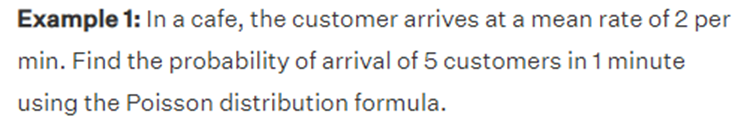 Example 1: In a cafe, the customer arrives at a mean rate of 2 per
min. Find the probability of arrival of 5 customers in 1 minute
using the Poisson distribution formula.